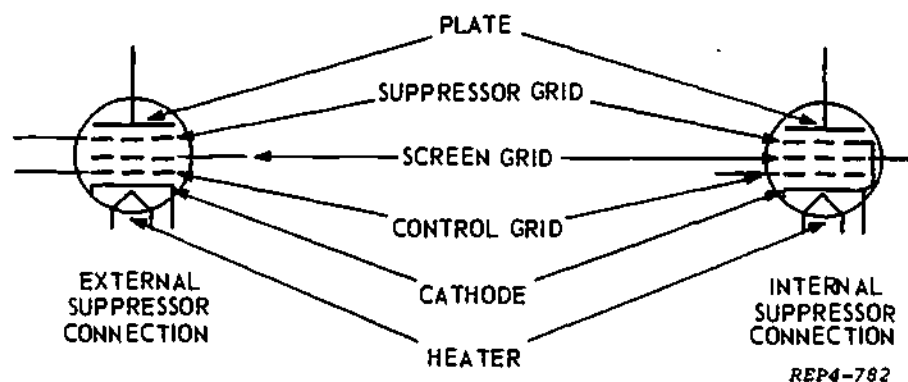 PLATE
SUPPRESSOR GRID
SCREEN GRID
CONTROL GRID
CATHODE
HEATER
EXTERNAL
SUPPRESSOR
CONNECTION
INTERNAL
SUPPRESSOR
CONNECTION
REP4-782